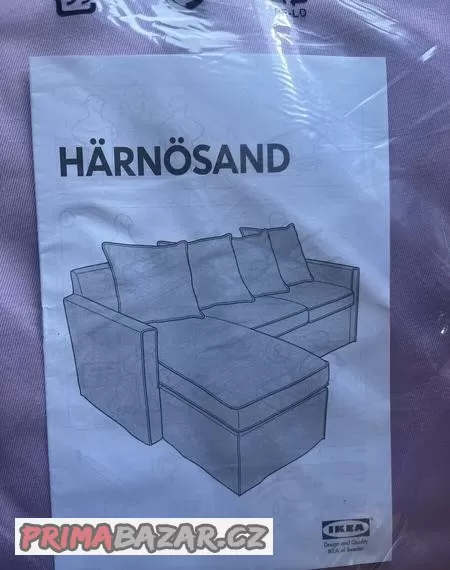 HÄRNÖSAND
IKEA
Design and Quality
IKEA of Sweden
PRIMABAZAR.CZ